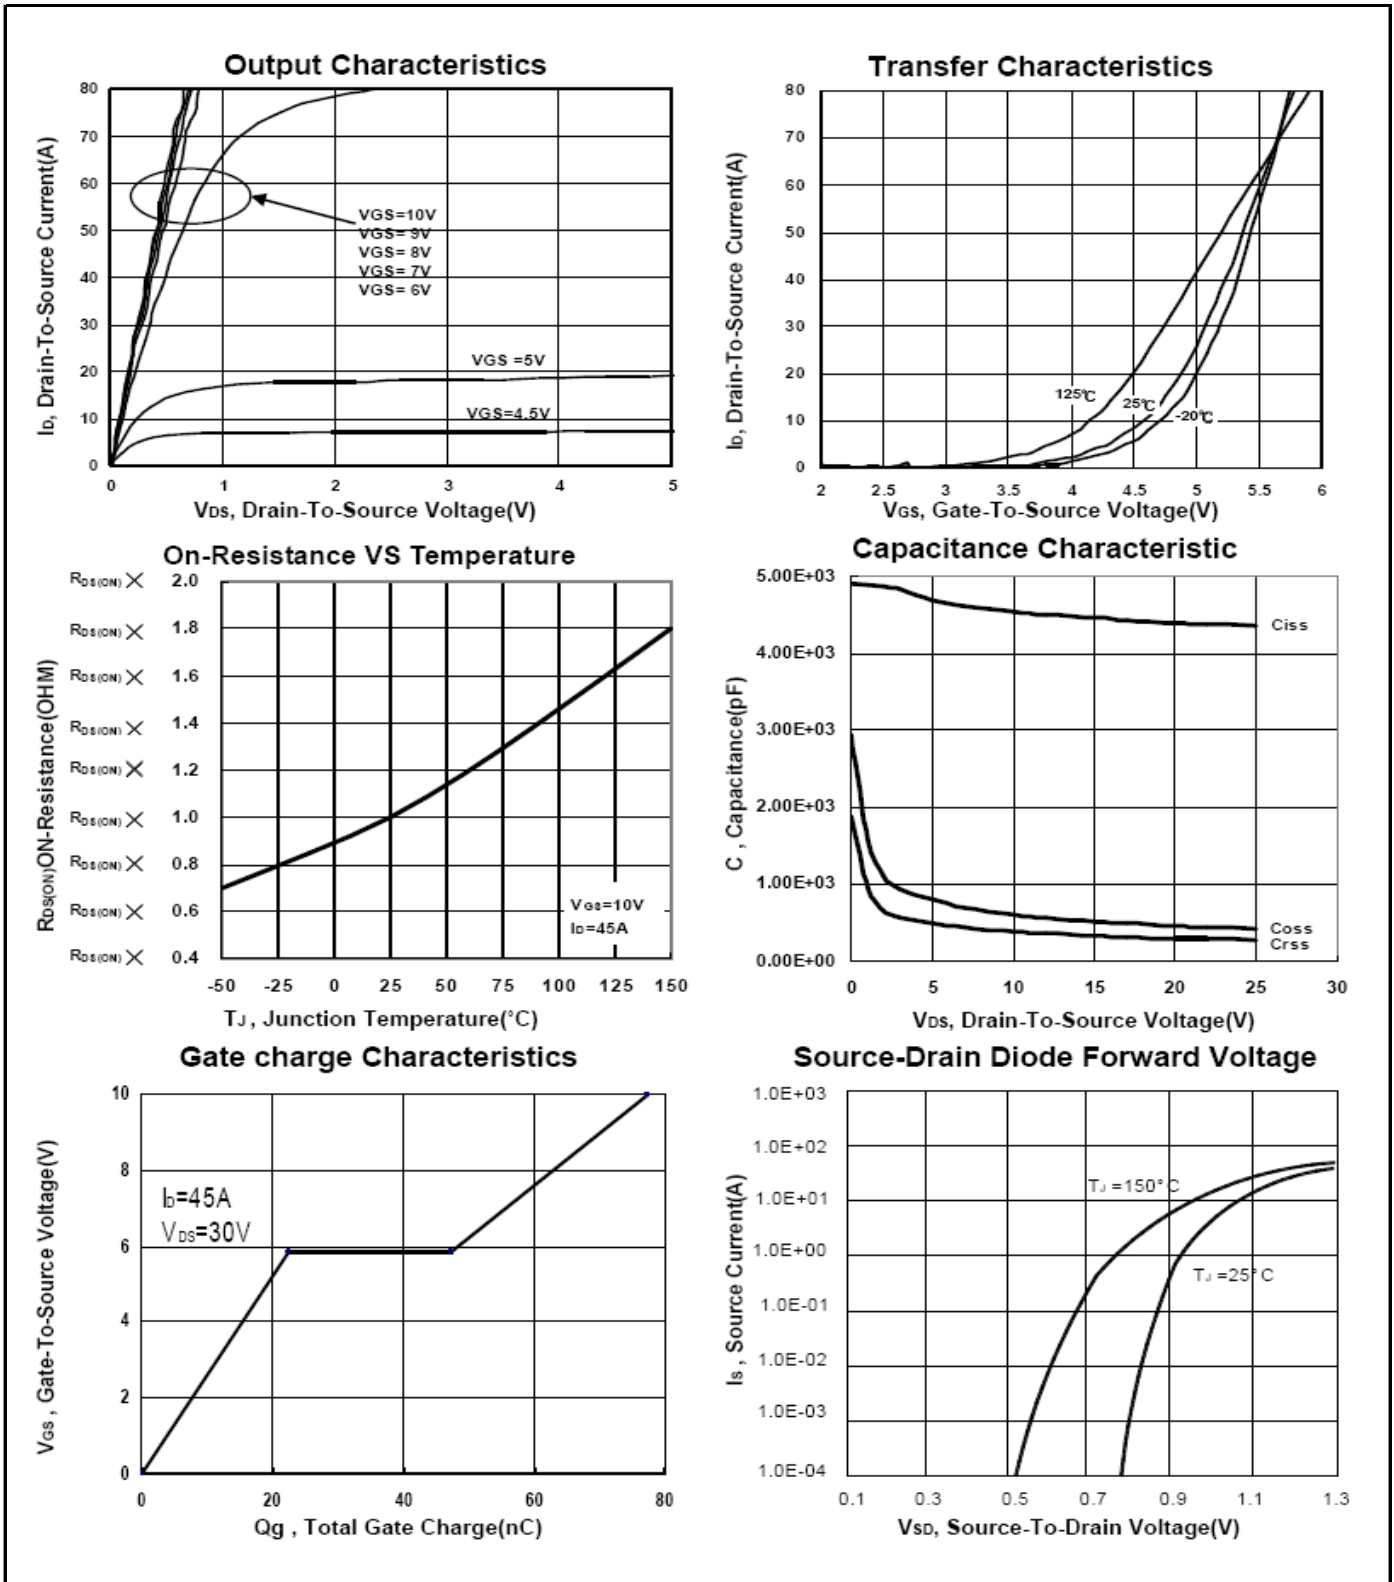 Output Characteristics
ID, Drain-To-Source Current(A)
80
70
60
50
40
30
20
10
0
VGS=10V
VGS= 9V
VGS= 8V
VGS= 7V
VGS= 6V
VGS =5V
VGS=4.5V
0 1 2 3 4 5
VDS, Drain-To-Source Voltage(V)
Transfer Characteristics
ID, Drain-To-Source Current(A)
80
70
60
50
40
30
20
10
0
125℃
25℃
-20℃
2 2.5 3 3.5 4 4.5 5 5.5 6
VGS, Gate-To-Source Voltage(V)
On-Resistance VS Temperature
RDS(ON)ON-Resistance(OHM)
RDS(ON) × 2.0
RDS(ON) × 1.8
RDS(ON) × 1.6
RDS(ON) × 1.4
RDS(ON) × 1.2
RDS(ON) × 1.0
RDS(ON) × 0.8
RDS(ON) × 0.6
RDS(ON) × 0.4
VGS=10V
ID=45A
-50 -25 0 25 50 75 100 125 150
TJ , Junction Temperature(°C)
Capacitance Characteristic
C , Capacitance(pF)
5.00E+03
4.00E+03
3.00E+03
2.00E+03
1.00E+03
0.00E+00
Ciss
Coss
Crss
0 5 10 15 20 25 30
VDS, Drain-To-Source Voltage(V)
Gate charge Characteristics
VGS , Gate-To-Source Voltage(V)
10
8
6
4
2
0
ID=45A
VDS=30V
0 20 40 60 80
Qg , Total Gate Charge(nC)
Source-Drain Diode Forward Voltage
IS , Source Current(A)
1.0E+03
1.0E+02
1.0E+01
1.0E+00
1.0E-01
1.0E-02
1.0E-03
1.0E-04
TJ =150°C
TJ =25°C
0.1 0.3 0.5 0.7 0.9 1.1 1.3
VSD, Source-To-Drain Voltage(V)